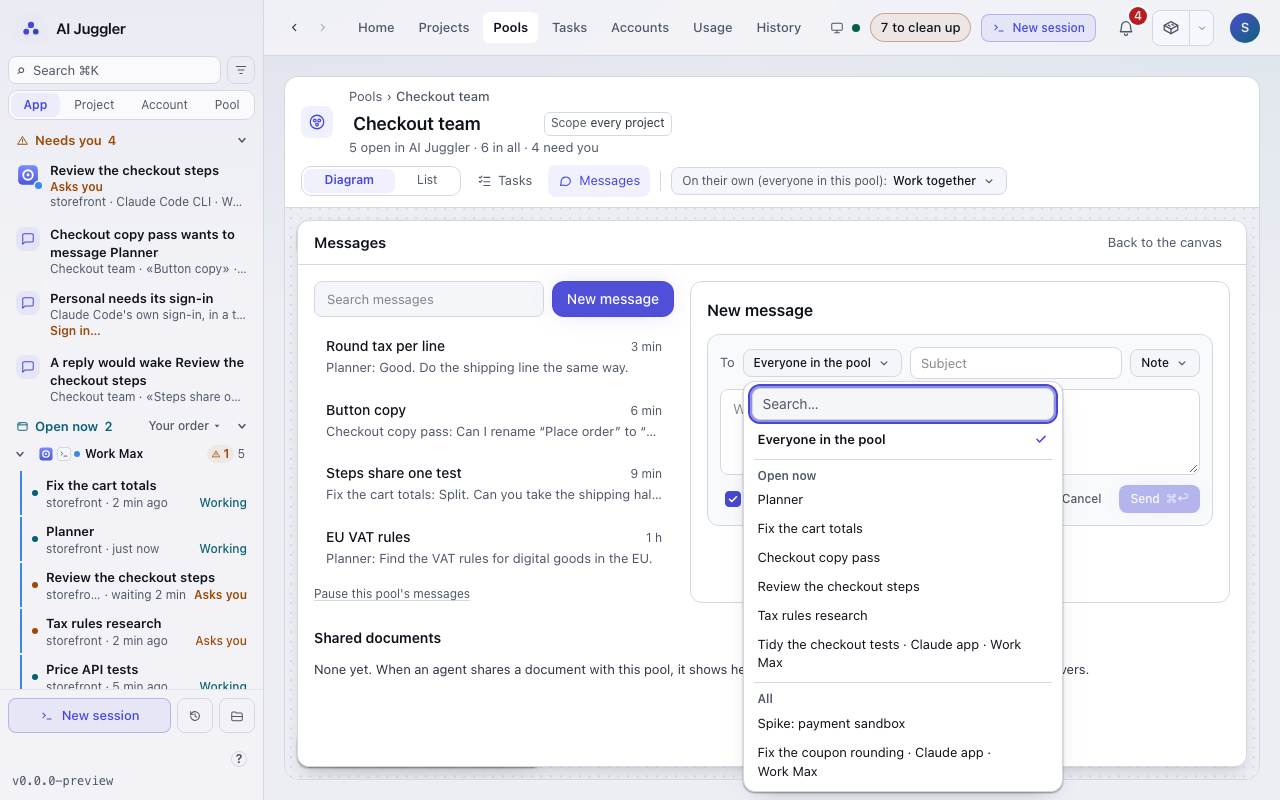 AI Juggler
Search ⌘K
App
Project
Account
Pool
Needs you 4
Review the checkout steps
Asks you
storefront · Claude Code CLI · W…
Checkout copy pass wants to
message Planner
Checkout team · «Button copy» ·…
Personal needs its sign-in
Claude Code's own sign-in, in a t…
Sign in…
A reply would wake Review the
checkout steps
Checkout team · «Steps share o…
Open now 2
Your order
Work Max
1
5
Fix the cart totals
storefront · 2 min ago
Working
Planner
storefront · just now
Working
Review the checkout steps
storefro… · waiting 2 min
Asks you
Tax rules research
storefront · 2 min ago
Asks you
Price API tests
storefront · 5 min ago
Working
New session
?
v0.0.0-preview
Home
Projects
Pools
Tasks
Accounts
Usage
History
7 to clean up
New session
4
S
Pools › Checkout team
Checkout team
Scope every project
5 open in AI Juggler · 6 in all · 4 need you
Diagram
List
Tasks
Messages
On their own (everyone in this pool): Work together
Messages
Back to the canvas
Search messages
New message
Round tax per line
3 min
Planner: Good. Do the shipping line the same way.
Button copy
6 min
Checkout copy pass: Can I rename “Place order” to “…
Steps share one test
9 min
Fix the cart totals: Split. Can you take the shipping hal…
EU VAT rules
1 h
Planner: Find the VAT rules for digital goods in the EU.
Pause this pool's messages
Shared documents
None yet. When an agent shares a document with this pool, it shows
New message
To
Everyone in the pool
Subject
Note
Cancel
Send ⌘↩
Search…
Everyone in the pool
Open now
Planner
Fix the cart totals
Checkout copy pass
Review the checkout steps
Tax rules research
Tidy the checkout tests · Claude app · Work
Max
All
Spike: payment sandbox
Fix the coupon rounding · Claude app ·
Work Max